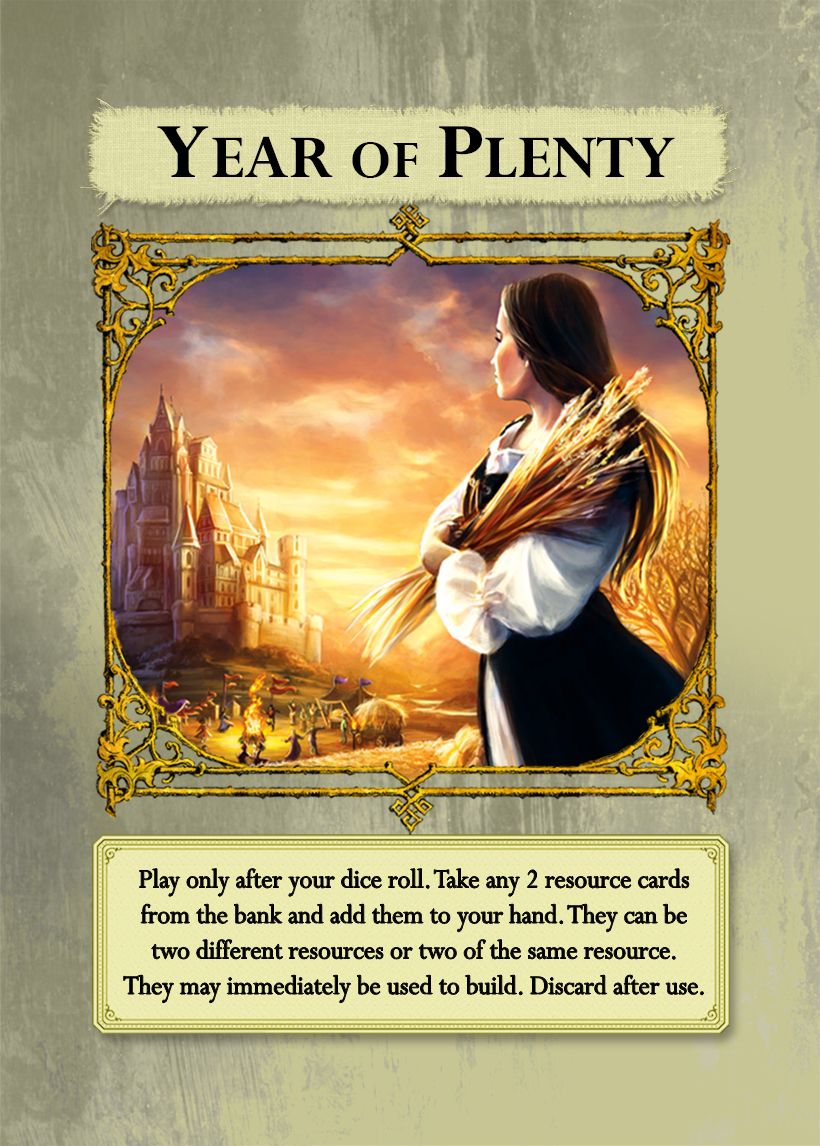 YEAR OF PLENTY
Play only after your dice roll. Take any 2 resource cards
from the bank and add them to your hand. They can be
two different resources or two of the same resource.
They may immediately be used to build. Discard after use.